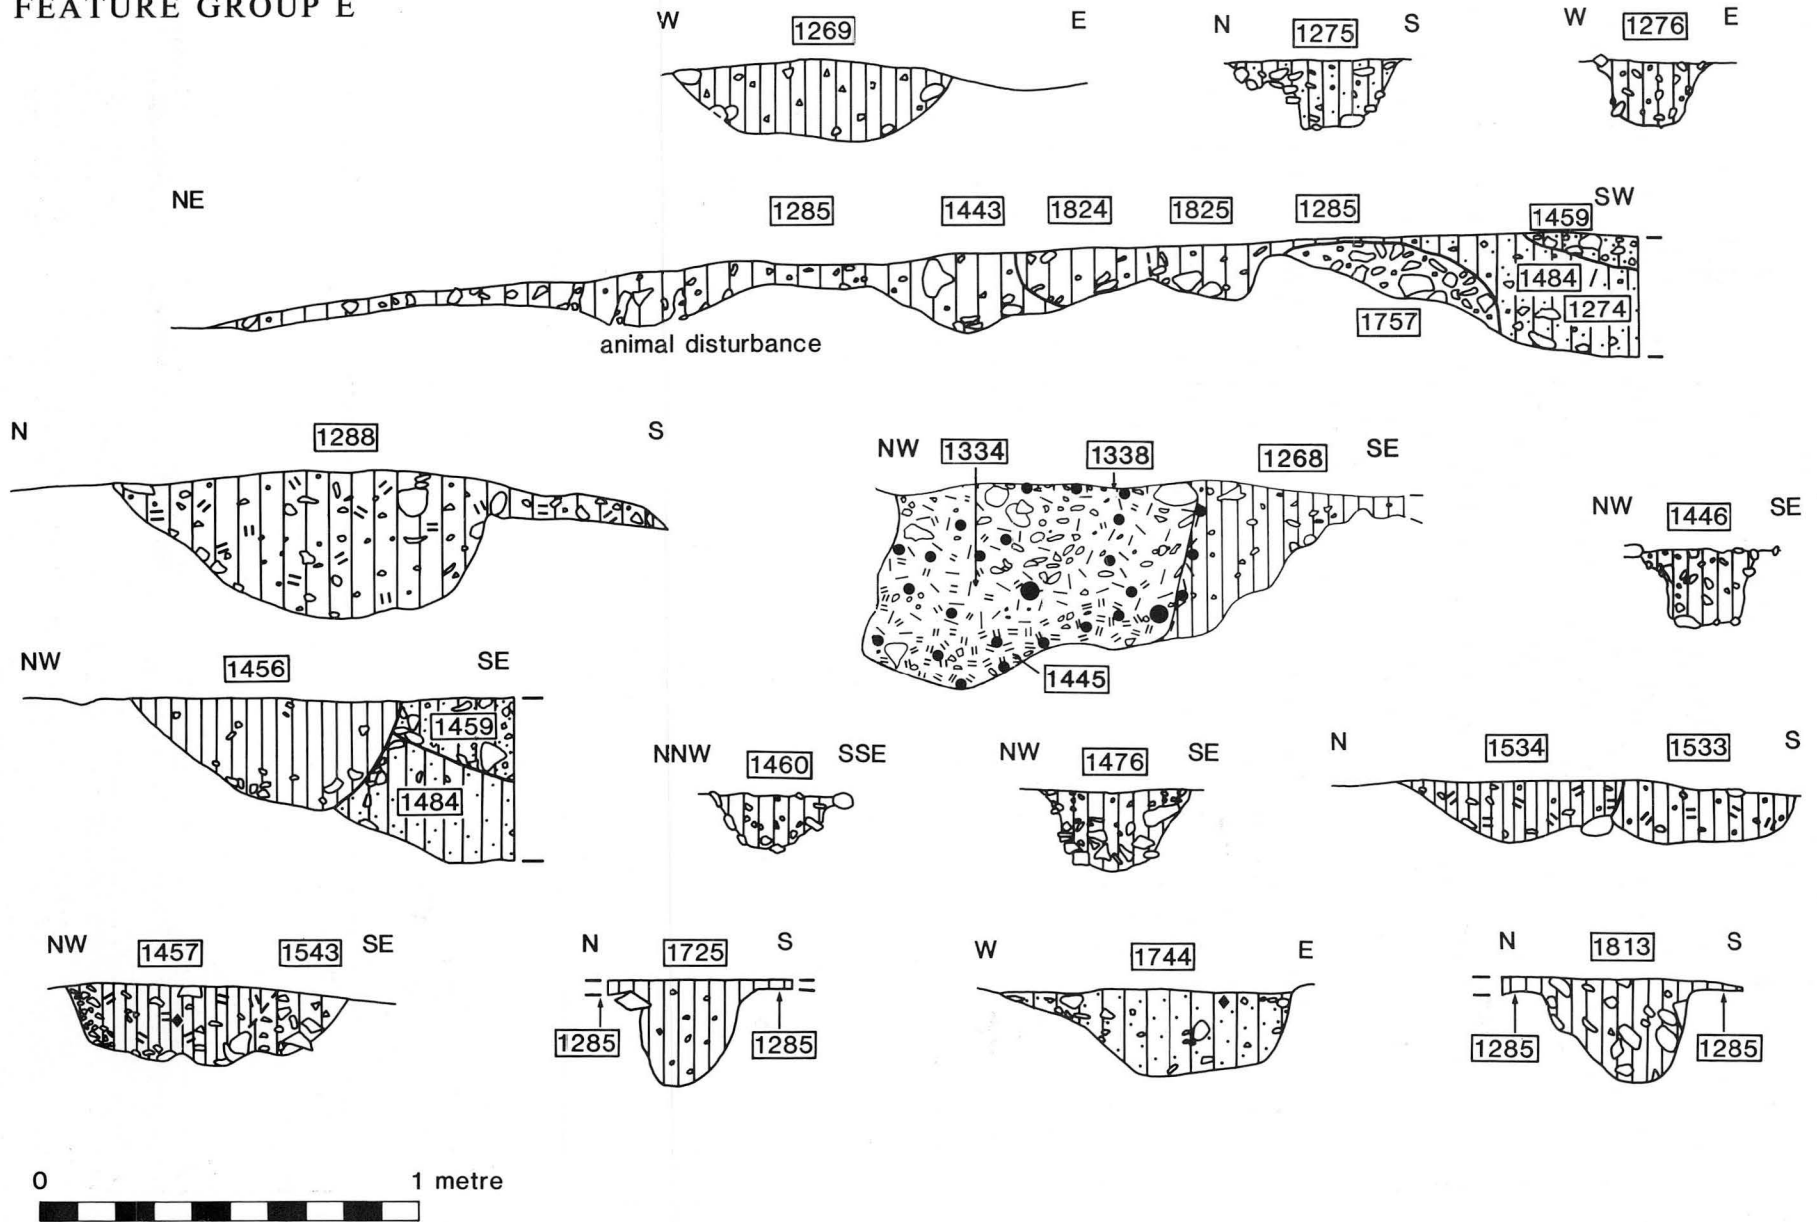 FEATURE GROUP E
W 1269 E
N 1275 S
W 1276 E
NE 1285 1443 1824 1825 1285 1459 SW
1484 /
1274
1757
animal disturbance
N 1288 S
NW 1334 1338 1268 SE
1445
NW 1446 SE
NW 1456 SE
1459
1484
NNW 1460 SSE
NW 1476 SE
N 1534 1533 S
NW 1457 1543 SE
N 1725 S
1285 1285
W 1744 E
N 1813 S
1285 1285
0 1 metre